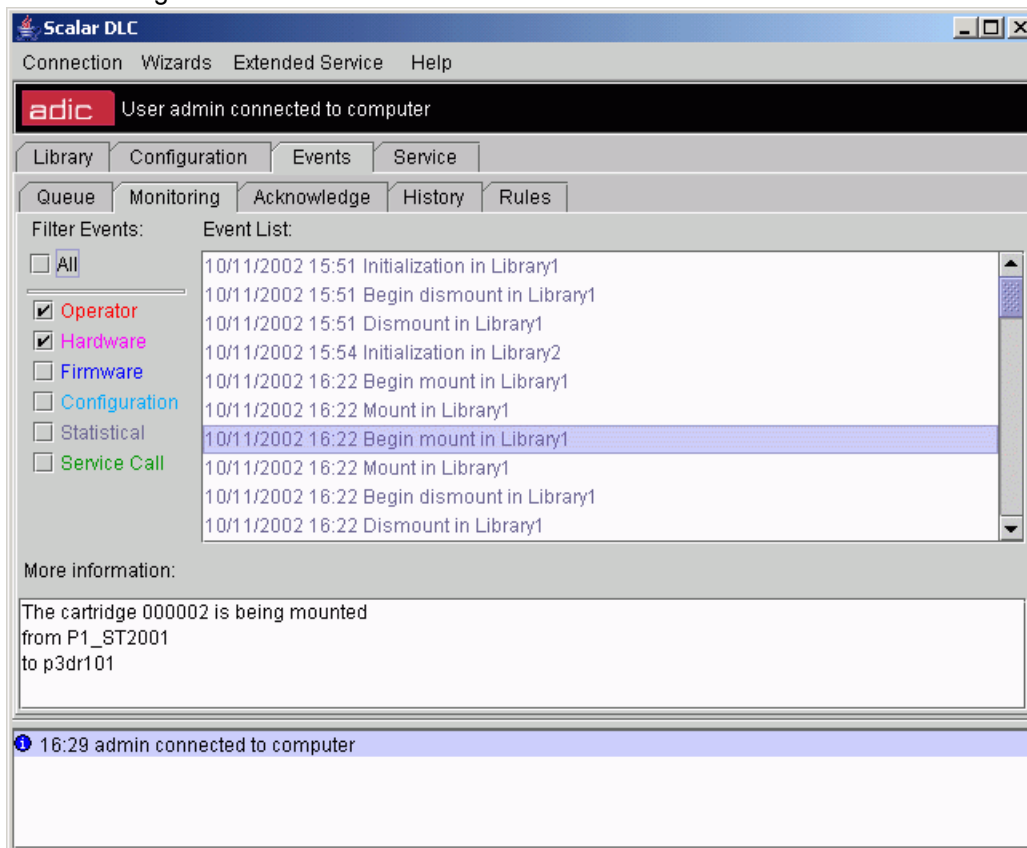 Scalar DLC
Connection Wizards Extended Service Help
adic User admin connected to computer
Library Configuration Events Service
Queue Monitoring Acknowledge History Rules
Filter Events: Event List:
All
Operator
Hardware
Firmware
Configuration
Statistical
Service Call
10/11/2002 15:51 Initialization in Library1
10/11/2002 15:51 Begin dismount in Library1
10/11/2002 15:51 Dismount in Library1
10/11/2002 15:54 Initialization in Library2
10/11/2002 16:22 Begin mount in Library1
10/11/2002 16:22 Mount in Library1
10/11/2002 16:22 Begin mount in Library1
10/11/2002 16:22 Mount in Library1
10/11/2002 16:22 Begin dismount in Library1
10/11/2002 16:22 Dismount in Library1
More information:
The cartridge 000002 is being mounted
from P1_ST2001
to p3dr101
16:29 admin connected to computer